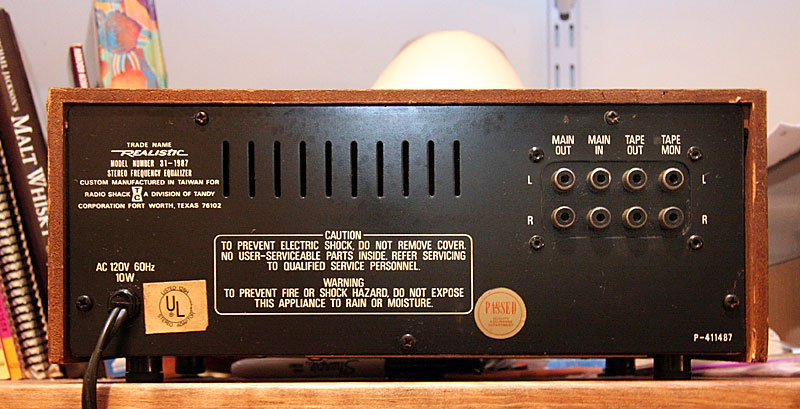 MALT WHISK
TRADE NAME
REALISTIC
MODEL NUMBER 31-1987
STEREO FREQUENCY EQUALIZER
CUSTOM MANUFACTURED IN TAIWAN FOR
RADIO SHACK TC A DIVISION OF TANDY
CORPORATION FORT WORTH, TEXAS 76102
MAIN OUT
MAIN IN
TAPE OUT
TAPE MON
L L
R R
CAUTION
TO PREVENT ELECTRIC SHOCK, DO NOT REMOVE COVER.
NO USER-SERVICEABLE PARTS INSIDE. REFER SERVICING
TO QUALIFIED SERVICE PERSONNEL.
WARNING
TO PREVENT FIRE OR SHOCK HAZARD, DO NOT EXPOSE
THIS APPLIANCE TO RAIN OR MOISTURE.
AC 120V 60Hz
10W
UL
PASSED
P-411487
Sharpie